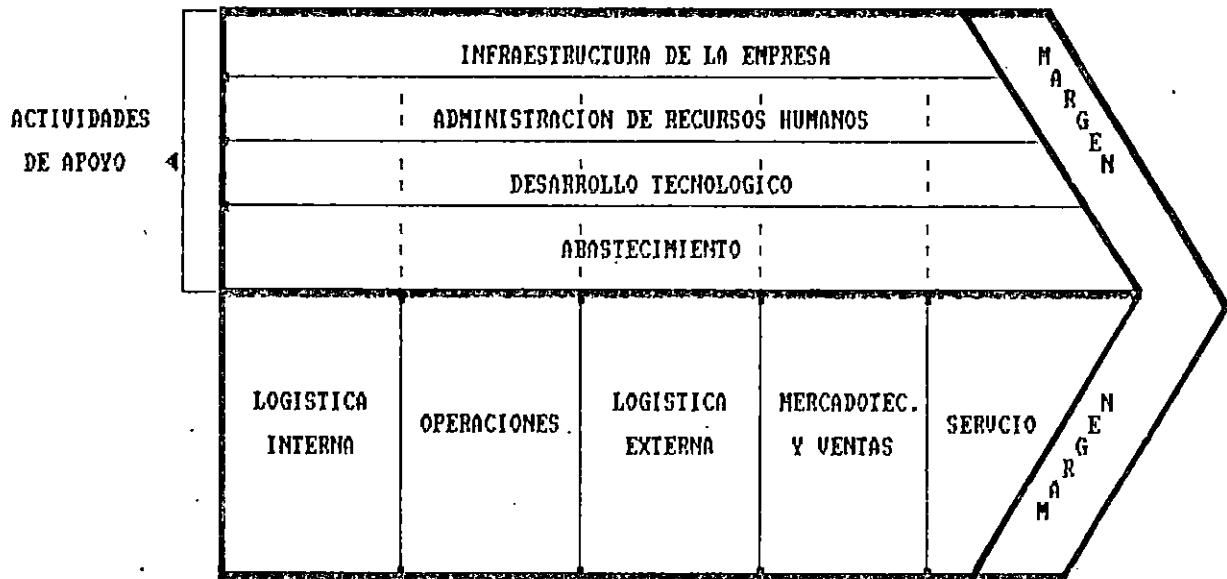 ACTIVIDADES
DE APOYO
INFRAESTRUCTURA DE LA EMPRESA
ADMINISTRACION DE RECURSOS HUMANOS
DESARROLLO TECNOLOGICO
ABASTECIMIENTO
MARGEN
LOGISTICA
INTERNA
OPERACIONES
LOGISTICA
EXTERNA
MERCADOTEC.
Y VENTAS
SERVCIO
MARGEN